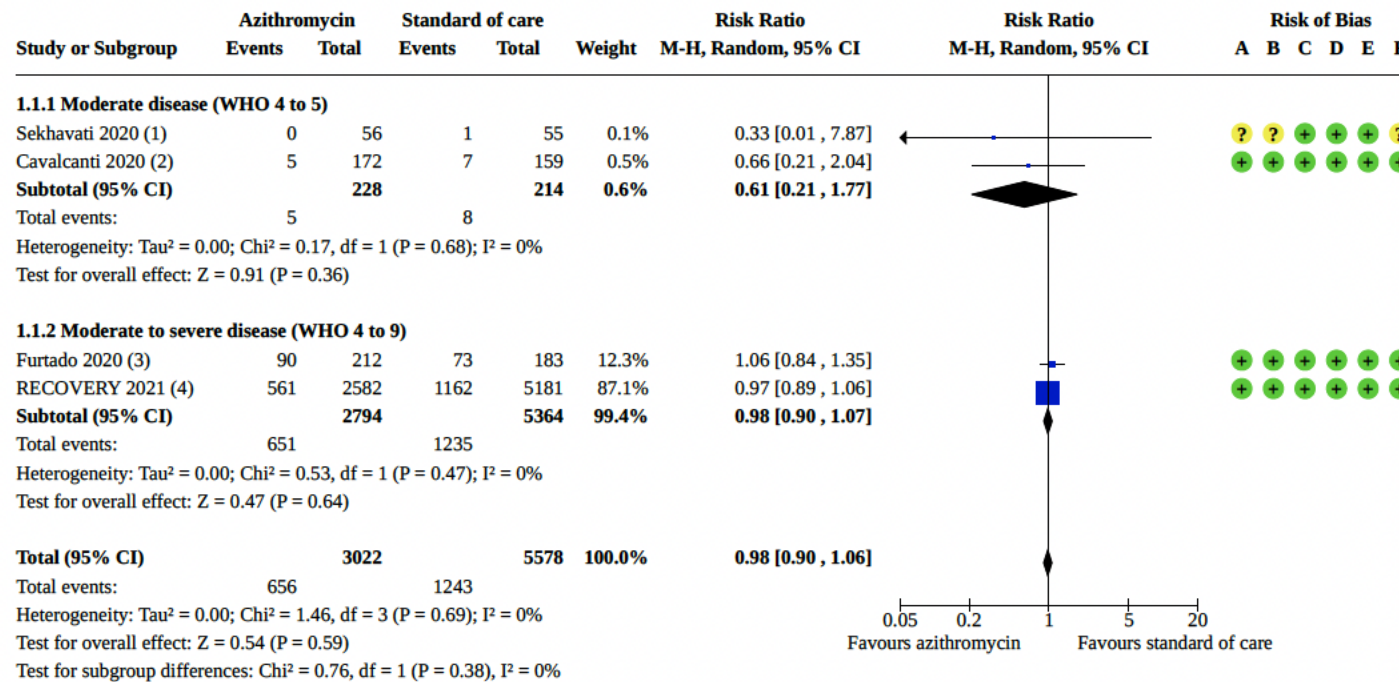 Azithromycin Standard of care Risk Ratio Risk Ratio Risk of Bias
Study or Subgroup Events Total Events Total Weight M-H, Random, 95% CI M-H, Random, 95% CI A B C D E
1.1.1 Moderate disease (WHO 4 to 5)
Sekhavati 2020 (1) 0 56 1 55 0.1% 0.33 [0.01 , 7.87] ? ? + + + ?
Cavalcanti 2020 (2) 5 172 7 159 0.5% 0.66 [0.21 , 2.04] + + + + + +
Subtotal (95% CI) 228 214 0.6% 0.61 [0.21 , 1.77]
Total events: 5 8
Heterogeneity: Tau² = 0.00; Chi² = 0.17, df = 1 (P = 0.68); I² = 0%
Test for overall effect: Z = 0.91 (P = 0.36)
1.1.2 Moderate to severe disease (WHO 4 to 9)
Furtado 2020 (3) 90 212 73 183 12.3% 1.06 [0.84 , 1.35] + + + + + +
RECOVERY 2021 (4) 561 2582 1162 5181 87.1% 0.97 [0.89 , 1.06] + + + + + +
Subtotal (95% CI) 2794 5364 99.4% 0.98 [0.90 , 1.07]
Total events: 651 1235
Heterogeneity: Tau² = 0.00; Chi² = 0.53, df = 1 (P = 0.47); I² = 0%
Test for overall effect: Z = 0.47 (P = 0.64)
Total (95% CI) 3022 5578 100.0% 0.98 [0.90 , 1.06]
Total events: 656 1243
Heterogeneity: Tau² = 0.00; Chi² = 1.46, df = 3 (P = 0.69); I² = 0%
0.05 0.2 1 5 20
Test for overall effect: Z = 0.54 (P = 0.59) Favours azithromycin Favours standard of care
Test for subgroup differences: Chi² = 0.76, df = 1 (P = 0.38), I² = 0%